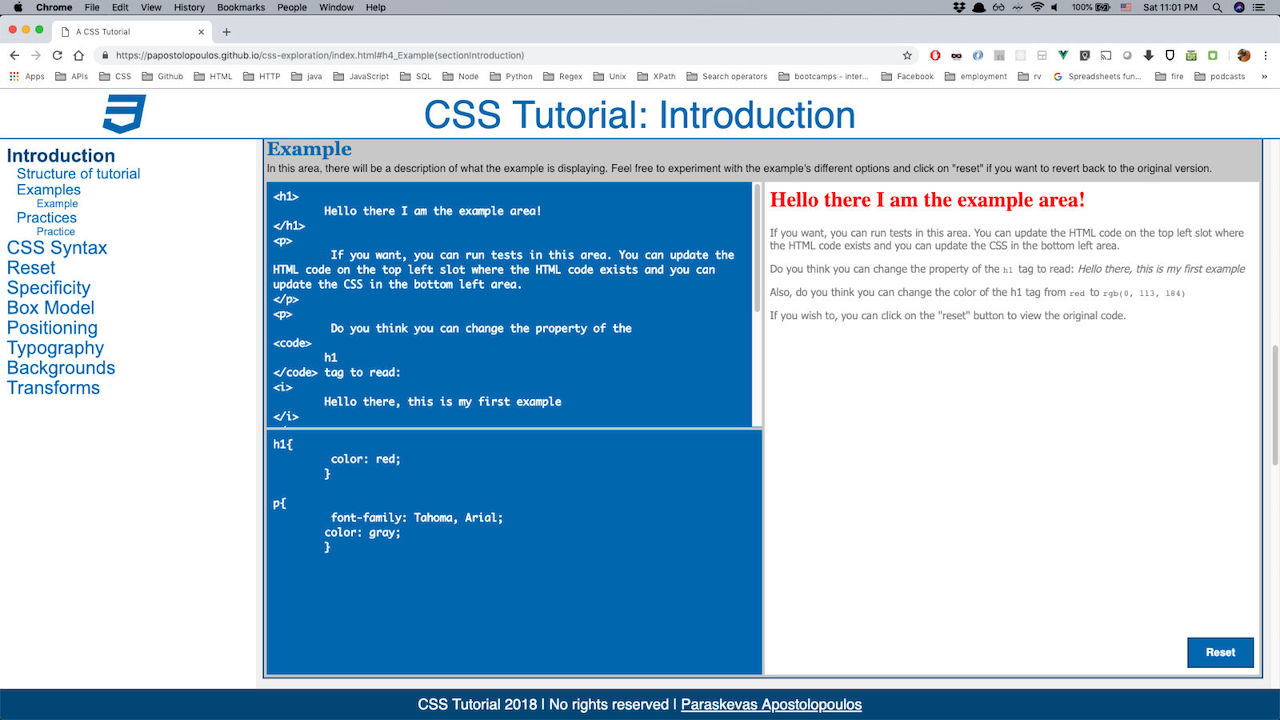 Chrome File Edit View History Bookmarks People Window Help 100% Sat 11:01 PM
A CSS Tutorial
https://papostolopoulos.github.io/css-exploration/index.html#h4_Example(sectionIntroduction)
Apps APIs CSS Github HTML HTTP java JavaScript SQL Node Python Regex Unix XPath Search operators bootcamps - inter... Facebook employment rv Spreadsheets fun... fire podcasts »
CSS Tutorial: Introduction
Introduction
Structure of tutorial
Examples
Example
Practices
Practice
CSS Syntax
Reset
Specificity
Box Model
Positioning
Typography
Backgrounds
Transforms
Example
In this area, there will be a description of what the example is displaying. Feel free to experiment with the example's different options and click on "reset" if you want to revert back to the original version.
<h1>
Hello there I am the example area!
</h1>
<p>
If you want, you can run tests in this area. You can update the
HTML code on the top left slot where the HTML code exists and you can
update the CSS in the bottom left area.
</p>
<p>
Do you think you can change the property of the
<code>
h1
</code> tag to read:
<i>
Hello there, this is my first example
</i>
h1{
color: red;
}
p{
font-family: Tahoma, Arial;
color: gray;
}
Hello there I am the example area!
If you want, you can run tests in this area. You can update the HTML code on the top left slot where
the HTML code exists and you can update the CSS in the bottom left area.
Do you think you can change the property of the h1 tag to read: Hello there, this is my first example
Also, do you think you can change the color of the h1 tag from red to rgb(0, 113, 184)
If you wish to, you can click on the "reset" button to view the original code.
Reset
CSS Tutorial 2018 | No rights reserved | Paraskevas Apostolopoulos